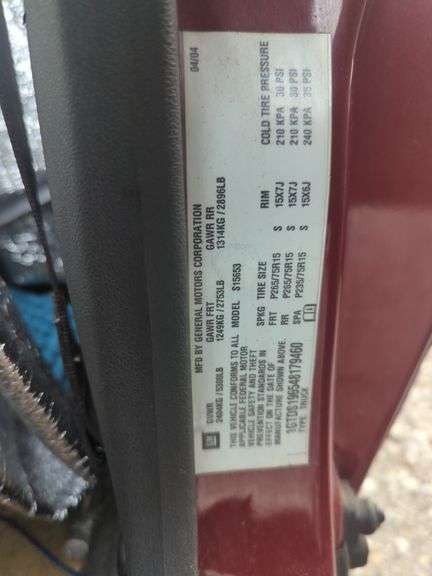 MFD BY GENERAL MOTORS CORPORATION 04/04
GVWR GAWR FRT GAWR RR
2404KG / 5300LB 1249KG / 2753LB 1314KG / 2896LB
THIS VEHICLE CONFORMS TO ALL MODEL S15653
APPLICABLE FEDERAL MOTOR
VEHICLE SAFETY AND THEFT
PREVENTION STANDARDS IN
EFFECT ON THE DATE OF
MANUFACTURE SHOWN ABOVE.
1GTDS196548179460
TYPE: TRUCK
SPKG TIRE SIZE RIM COLD TIRE PRESSURE
FRT P265/75R15 S 15X7J 210 KPA 30 PSI
RR P265/75R15 S 15X7J 210 KPA 30 PSI
SPA P235/75R15 S 15X6J 240 KPA 35 PSI
GM